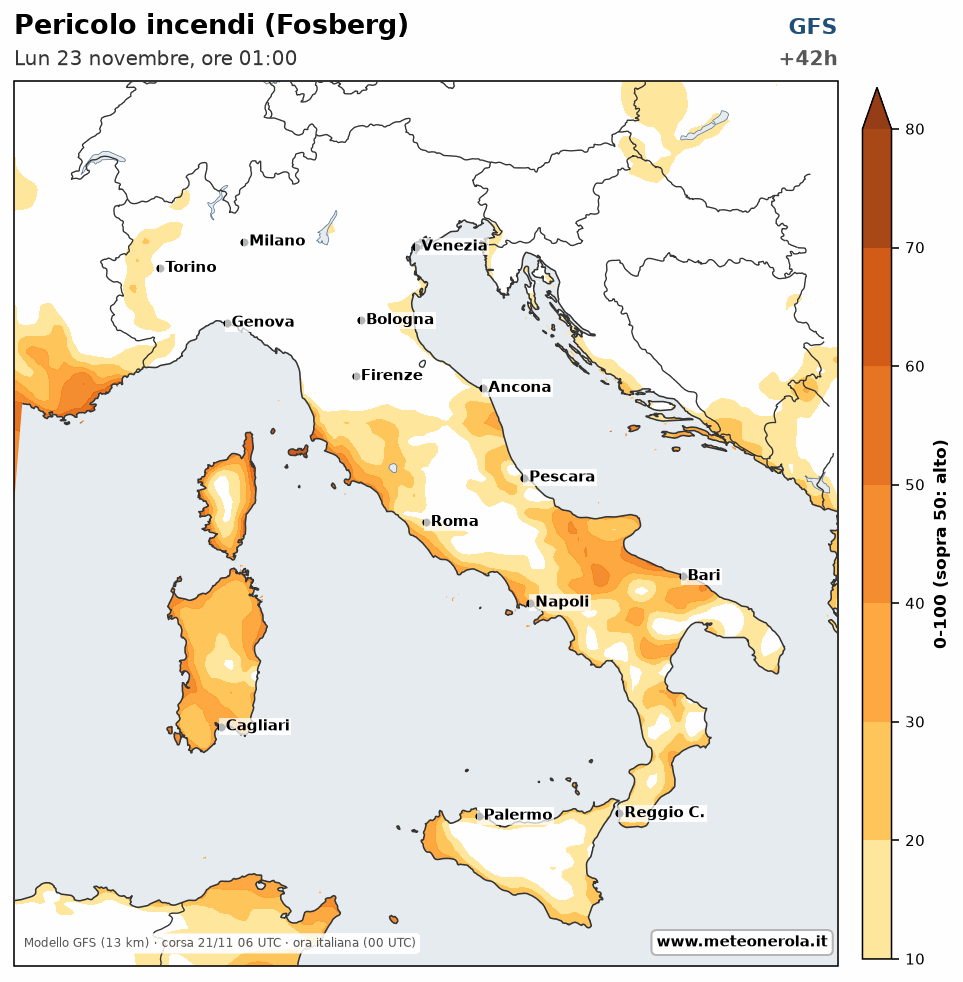 Pericolo incendi (Fosberg)
GFS
Lun 23 novembre, ore 01:00
+42h
Milano
Venezia
Torino
Genova
Bologna
Firenze
Ancona
Pescara
Roma
Bari
Napoli
Cagliari
Palermo
Reggio C.
80
70
60
50
40
30
20
10
0-100 (sopra 50: alto)
Modello GFS (13 km) · corsa 21/11 06 UTC · ora italiana (00 UTC)
www.meteonerola.it